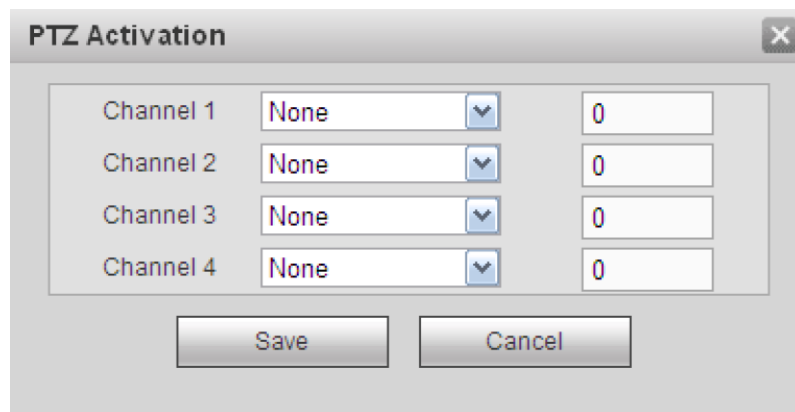 PTZ Activation
Channel 1 None 0
Channel 2 None 0
Channel 3 None 0
Channel 4 None 0
Save Cancel